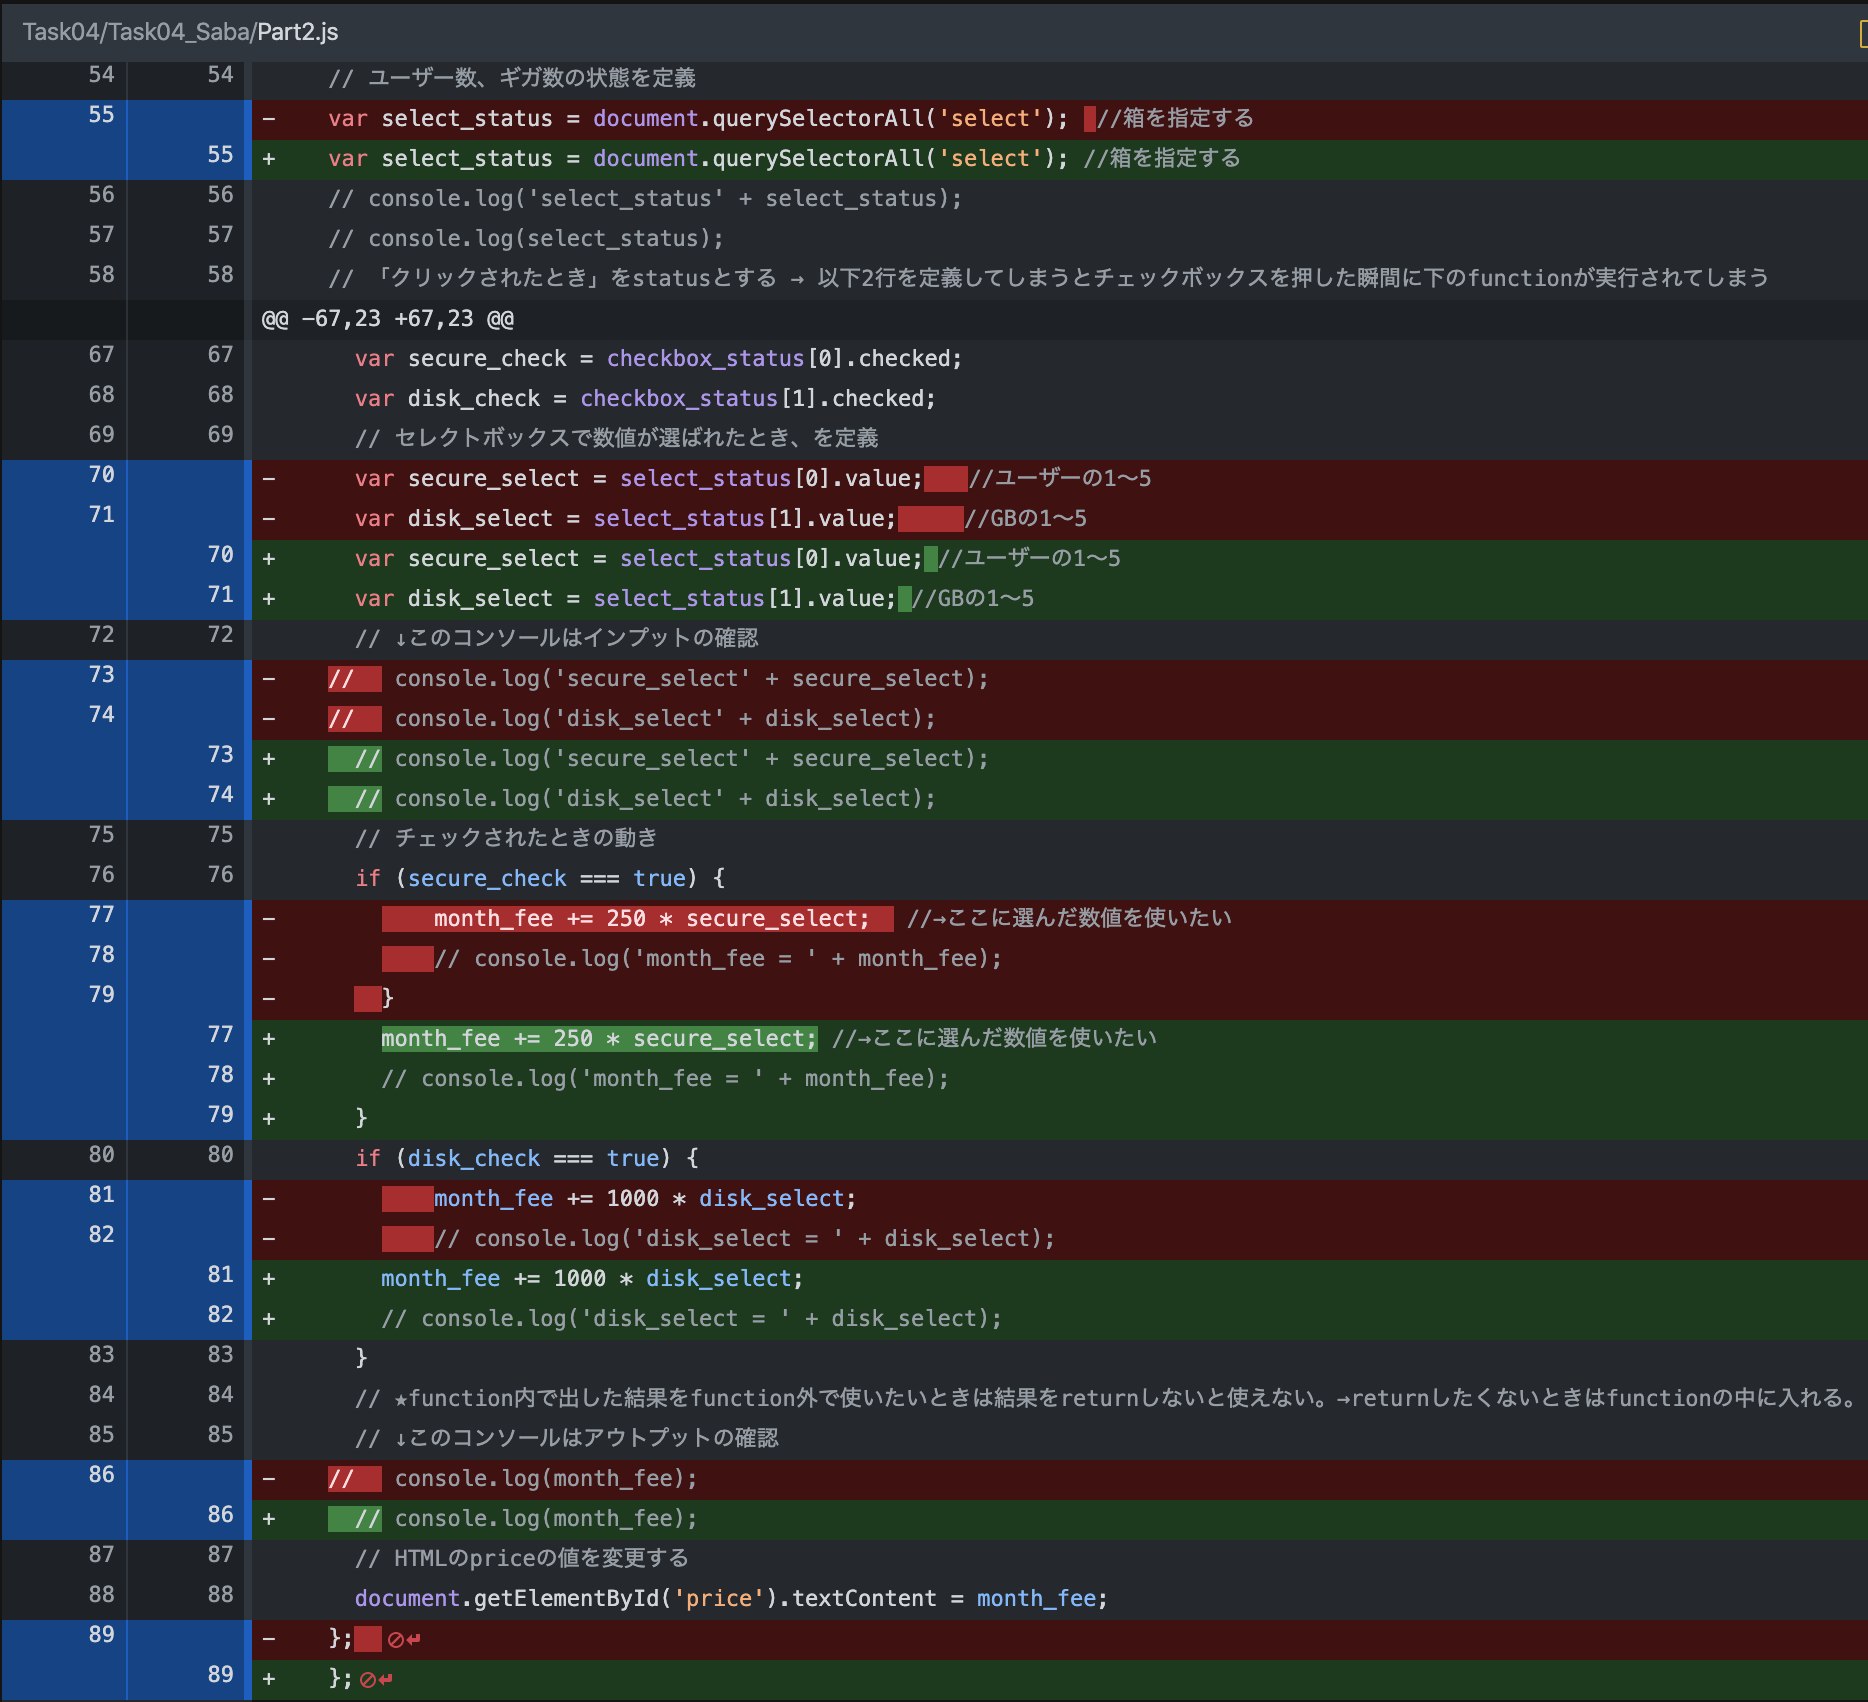 Task04/Task04_Saba/Part2.js
54 54 // ユーザー数、ギガ数の状態を定義
55 - var select_status = document.querySelectorAll('select');  //箱を指定する
55 + var select_status = document.querySelectorAll('select'); //箱を指定する
56 56 // console.log('select_status' + select_status);
57 57 // console.log(select_status);
58 58 // 「クリックされたとき」をstatusとする → 以下2行を定義してしまうとチェックボックスを押した瞬間に下のfunctionが実行されてしまう
@@ -67,23 +67,23 @@
67 67 var secure_check = checkbox_status[0].checked;
68 68 var disk_check = checkbox_status[1].checked;
69 69 // セレクトボックスで数値が選ばれたとき、を定義
70 - var secure_select = select_status[0].value;   //ユーザーの1〜5
71 - var disk_select = select_status[1].value;     //GBの1〜5
70 + var secure_select = select_status[0].value; //ユーザーの1〜5
71 + var disk_select = select_status[1].value; //GBの1〜5
72 72 // ↓このコンソールはインプットの確認
73 - //   console.log('secure_select' + secure_select);
74 - //   console.log('disk_select' + disk_select);
73 + // console.log('secure_select' + secure_select);
74 + // console.log('disk_select' + disk_select);
75 75 // チェックされたときの動き
76 76 if (secure_check === true) {
77 - month_fee += 250 * secure_select;   //→ここに選んだ数値を使いたい
78 - // console.log('month_fee = ' + month_fee);
79 - }
77 + month_fee += 250 * secure_select; //→ここに選んだ数値を使いたい
78 + // console.log('month_fee = ' + month_fee);
79 + }
80 80 if (disk_check === true) {
81 - month_fee += 1000 * disk_select;
82 - // console.log('disk_select = ' + disk_select);
81 + month_fee += 1000 * disk_select;
82 + // console.log('disk_select = ' + disk_select);
83 83 }
84 84 // ★function内で出した結果をfunction外で使いたいときは結果をreturnしないと使えない。→returnしたくないときはfunctionの中に入れる。
85 85 // ↓このコンソールはアウトプットの確認
86 - //   console.log(month_fee);
86 + // console.log(month_fee);
87 87 // HTMLのpriceの値を変更する
88 88 document.getElementById('price').textContent = month_fee;
89 - };
89 + };